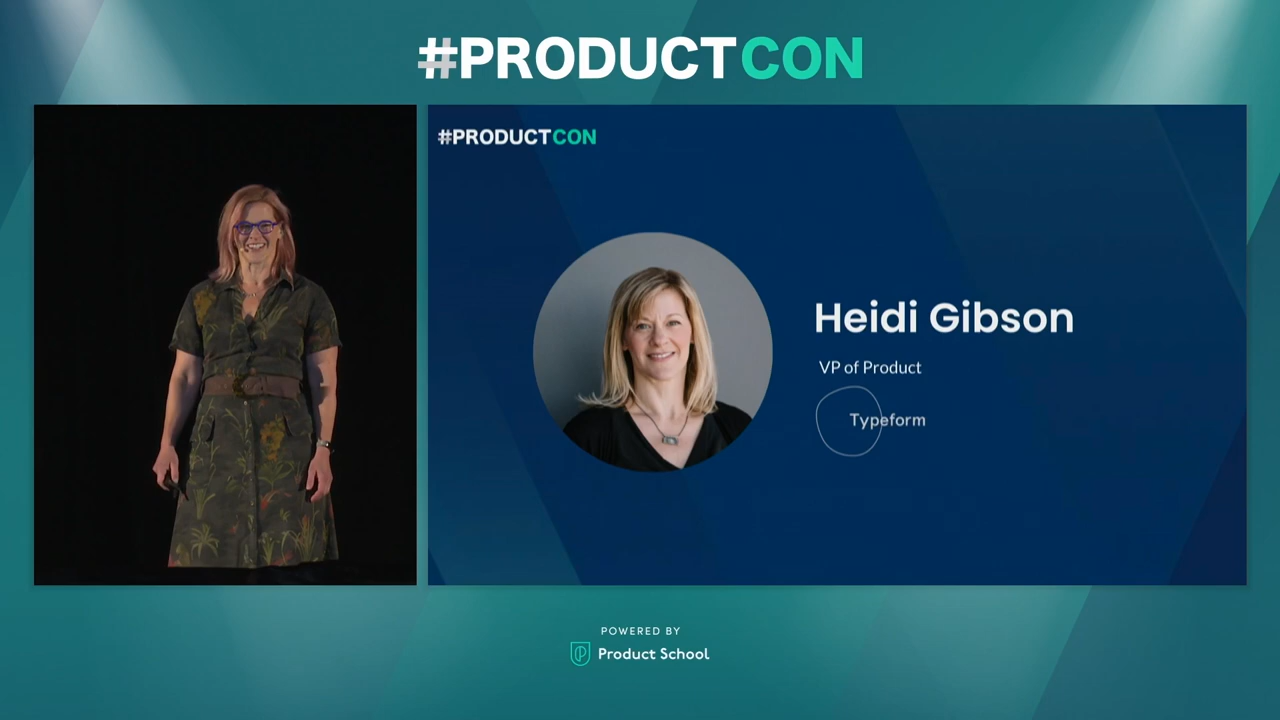 #PRODUCTCON
#PRODUCTCON
Heidi Gibson
VP of Product
Typeform
POWERED BY
Product School